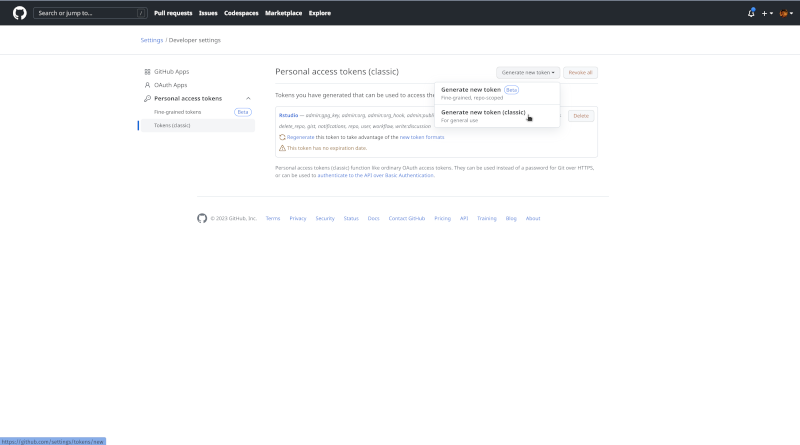 Search or jump to...
/
Pull requests
Issues
Codespaces
Marketplace
Explore
Settings / Developer settings
GitHub Apps
OAuth Apps
Personal access tokens
Fine-grained tokens
Beta
Tokens (classic)
Personal access tokens (classic)
Generate new token
Revoke all
Tokens you have generated that can be used to access the
Generate new token Beta
Fine-grained, repo-scoped
Generate new token (classic)
For general use
Rstudio — admin:gpg_key, admin:org, admin:org_hook, admin:publi
delete_repo, gist, notifications, repo, user, workflow, write:discussion
Delete
Regenerate this token to take advantage of the new token formats.
This token has no expiration date.
Personal access tokens (classic) function like ordinary OAuth access tokens. They can be used instead of a password for Git over HTTPS,
or can be used to authenticate to the API over Basic Authentication.
© 2023 GitHub, Inc.
Terms
Privacy
Security
Status
Docs
Contact GitHub
Pricing
API
Training
Blog
About
https://github.com/settings/tokens/new